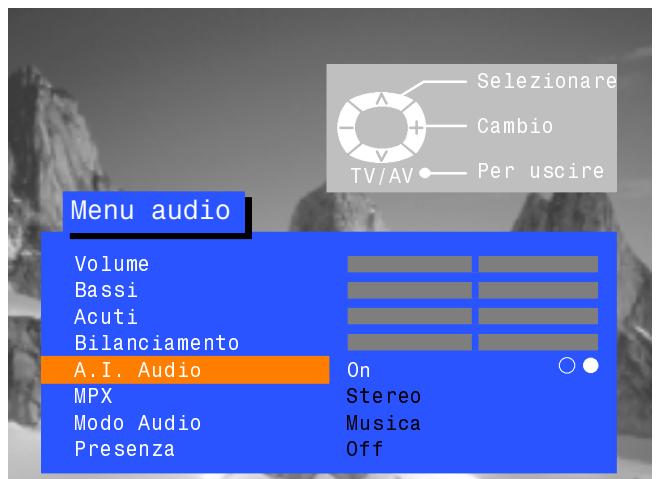 Selezionare
Cambio
TV/AV Per uscire
Menu audio
Volume
Bassi
Acuti
Bilanciamento
A.I. Audio On
MPX Stereo
Modo Audio Musica
Presenza Off